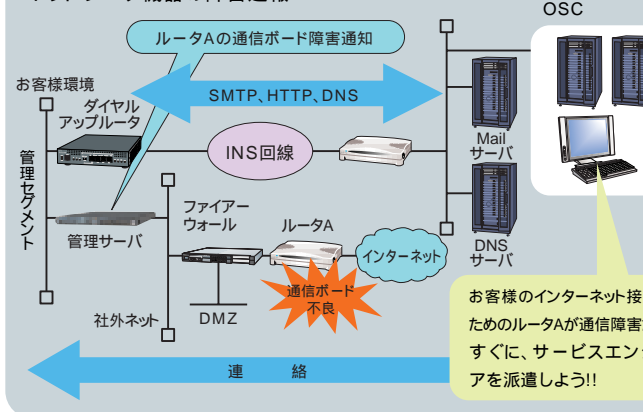 OSC
ルータAの通信ボード障害通知
お客様環境
SMTP、HTTP、DNS
ダイヤル
アップルータ
INS回線
Mail
サーバ
管理セグメント
管理サーバ
ファイアー
ウォール
ルータA
インターネット
DNS
サーバ
通信ボード
不良
社外ネット
DMZ
お客様のインターネット接
ためのルータAが通信障害
すぐに、サービスエン
アを派遣しよう!!
連 絡